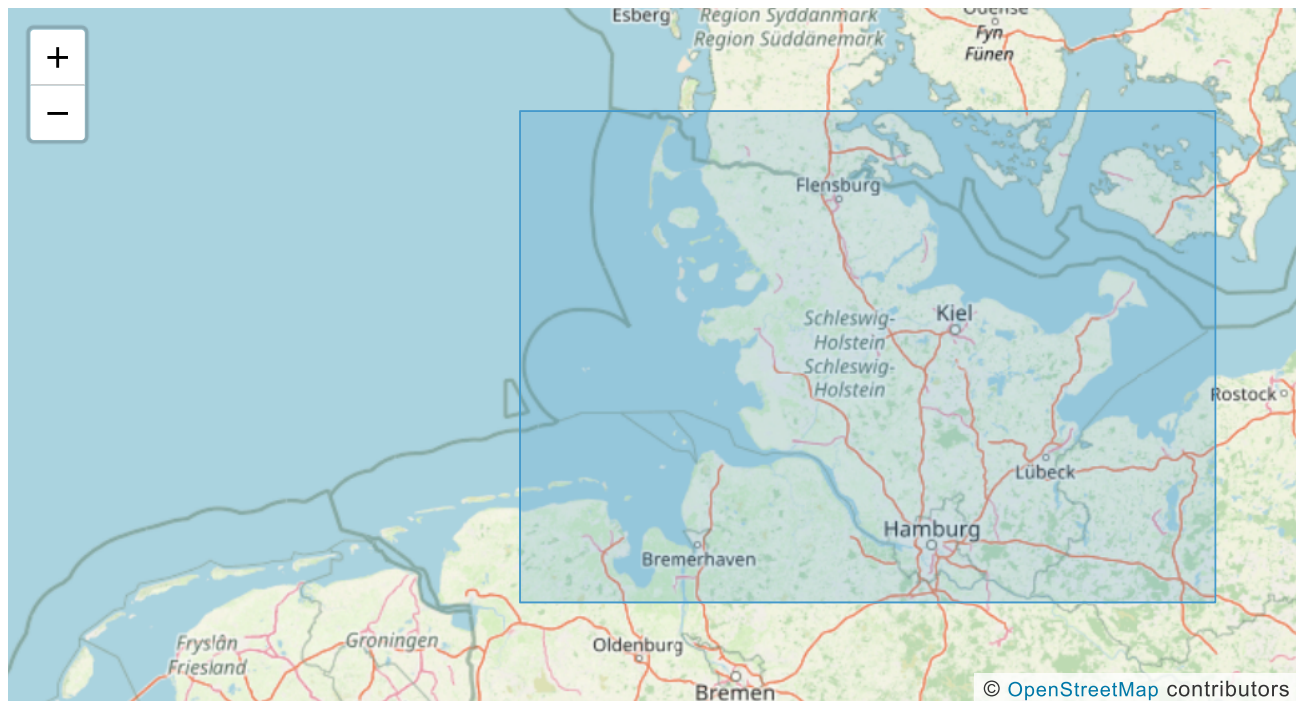 Esberg
Region Syddanmark
Region Süddänemark
Odense
Fyn
Fünen
+
−
Flensburg
Kiel
Schleswig-
Holstein
Schleswig-
Holstein
Rostock
Lübeck
Hamburg
Bremerhaven
Fryslân
Friesland
Groningen
Oldenburg
Bremen
© OpenStreetMap contributors